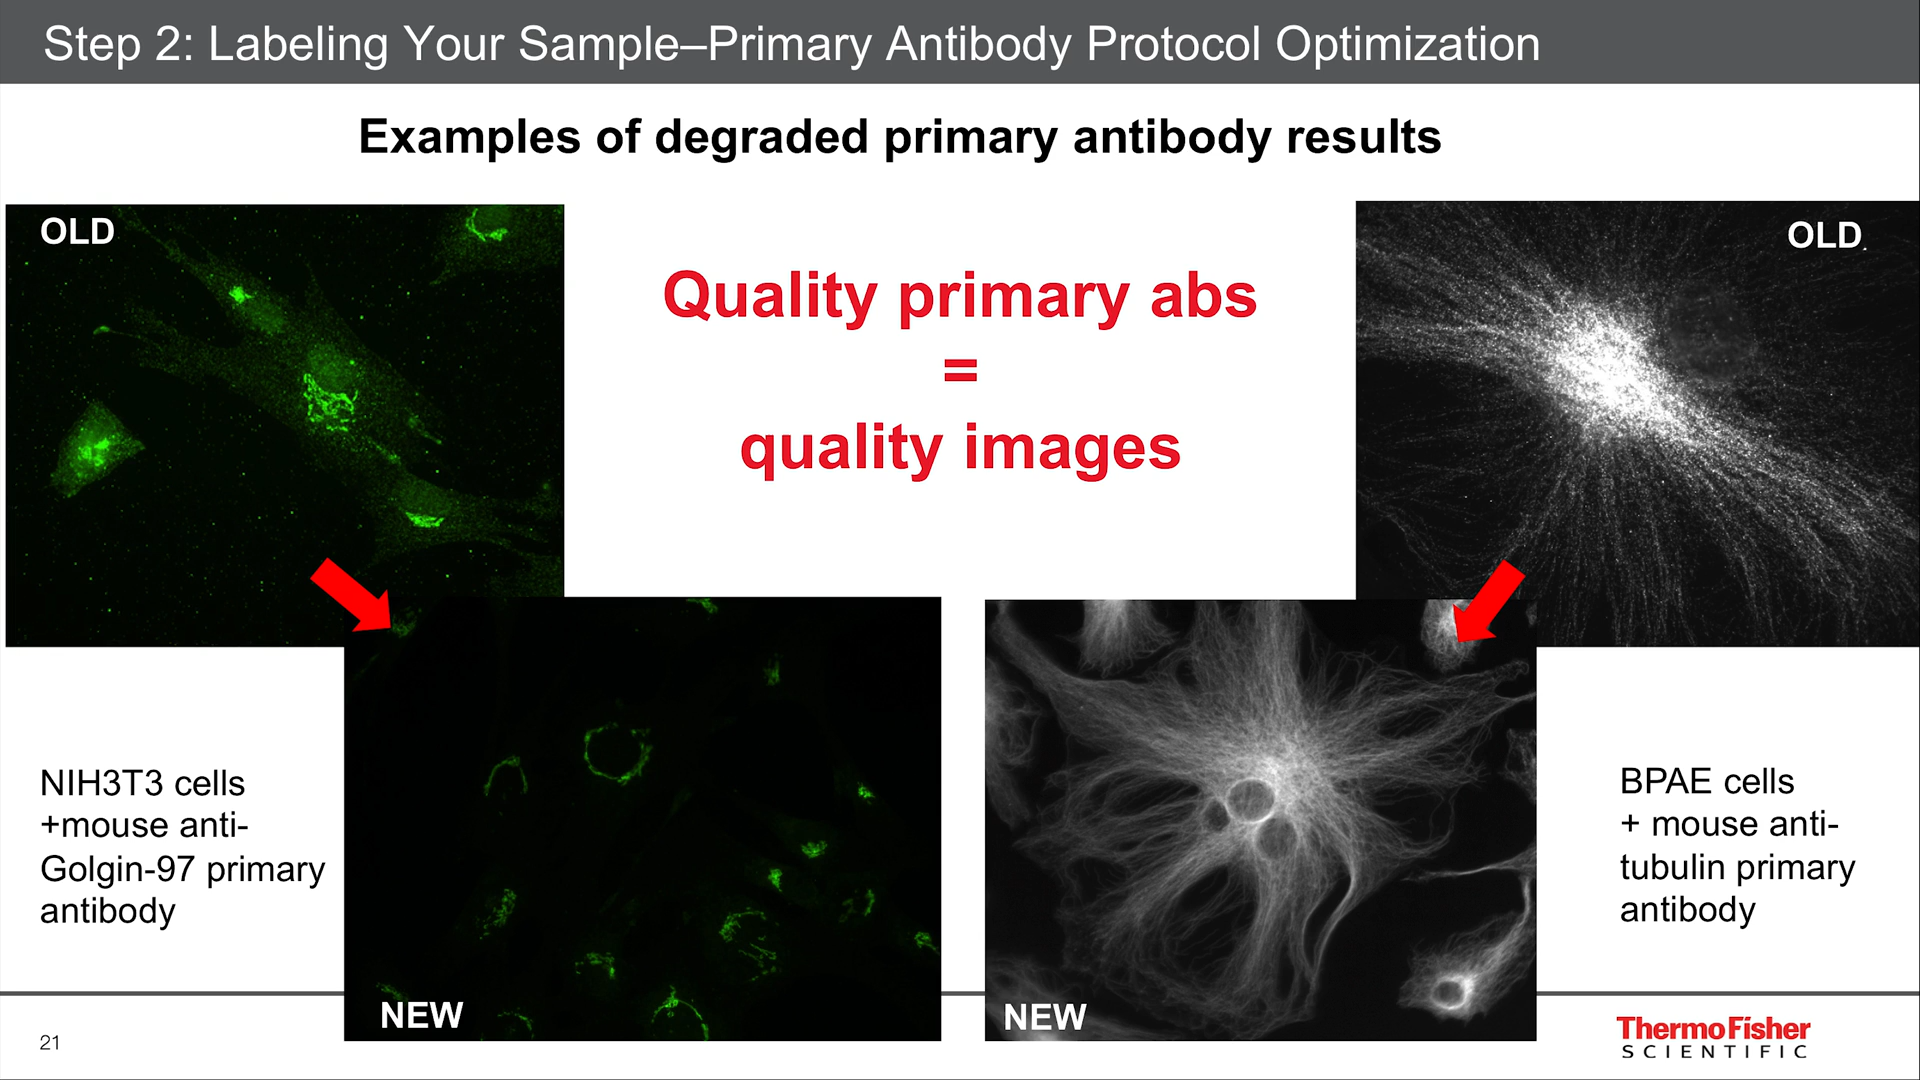 Step 2: Labeling Your Sample–Primary Antibody Protocol Optimization
Examples of degraded primary antibody results
OLD
OLD
Quality primary abs
=
quality images
NIH3T3 cells
+mouse anti-
Golgin-97 primary
antibody
NEW
NEW
BPAE cells
+ mouse anti-
tubulin primary
antibody
21
ThermoFisher
SCIENTIFIC